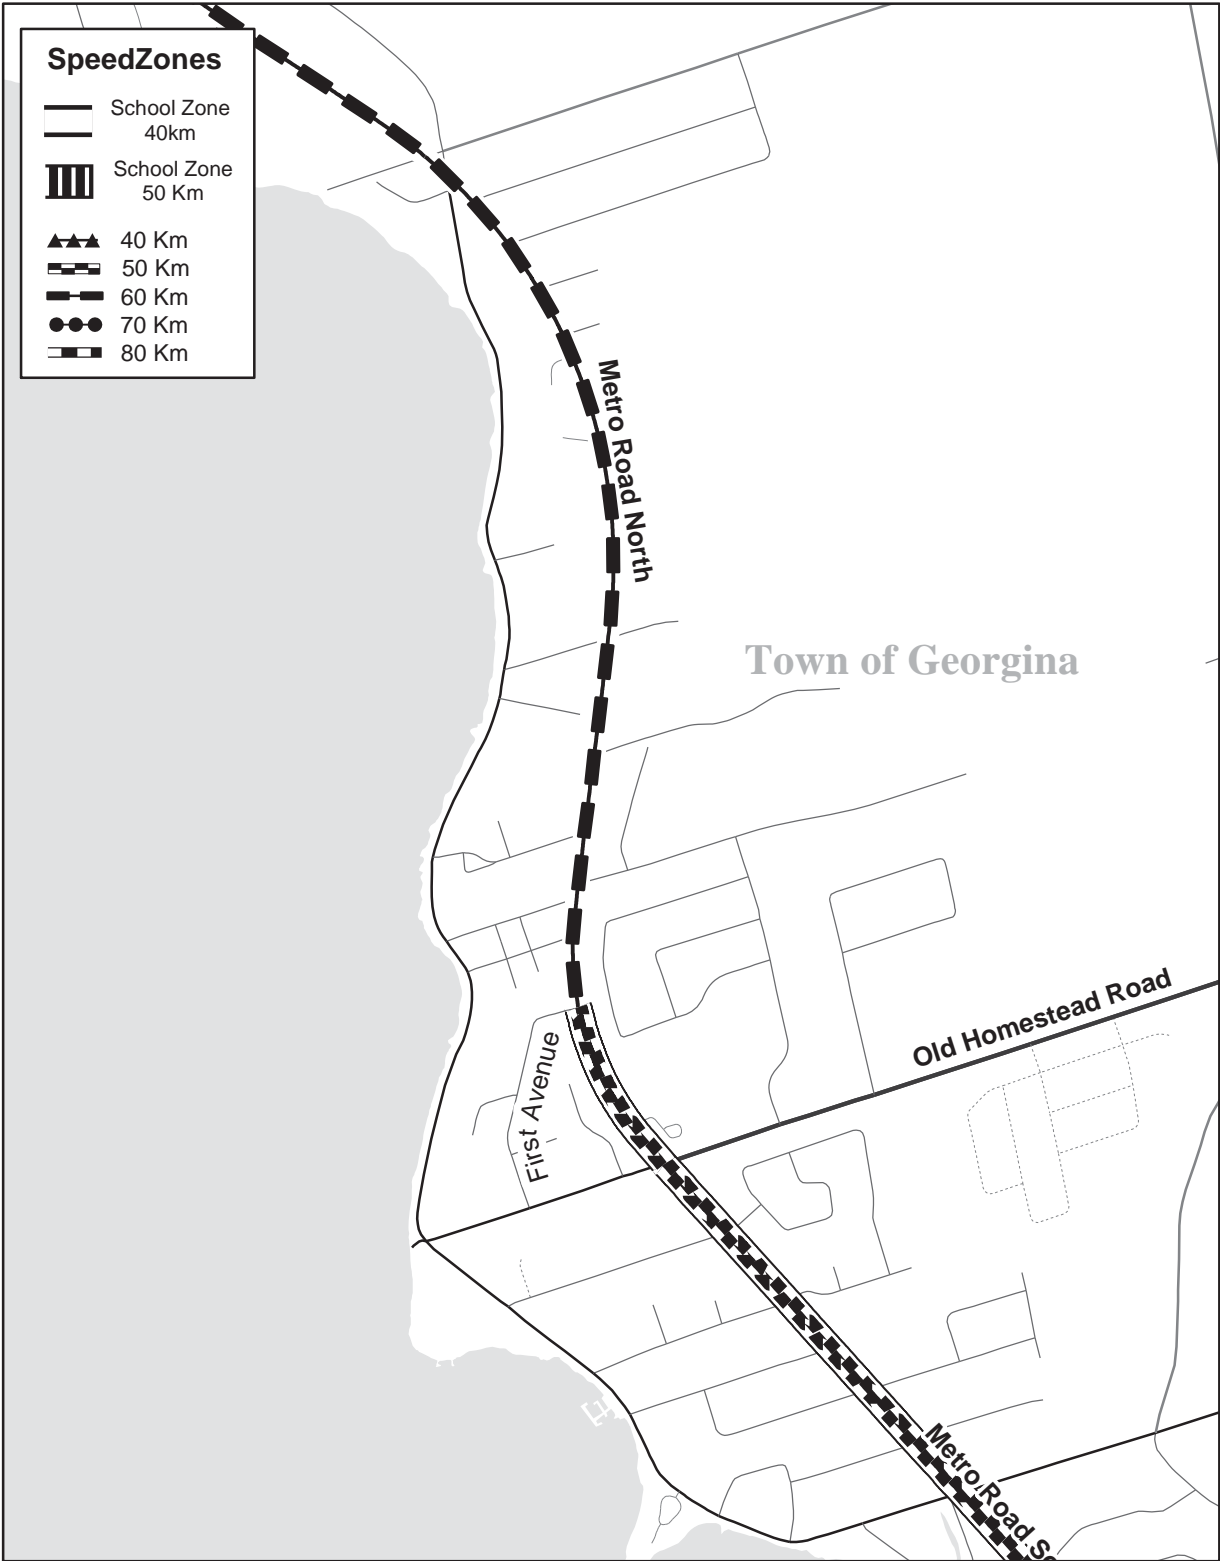 SpeedZones
School Zone
40km
School Zone
50 Km
40 Km
50 Km
60 Km
70 Km
80 Km
Metro Road North
Town of Georgina
Old Homestead Road
First Avenue
Metro Road